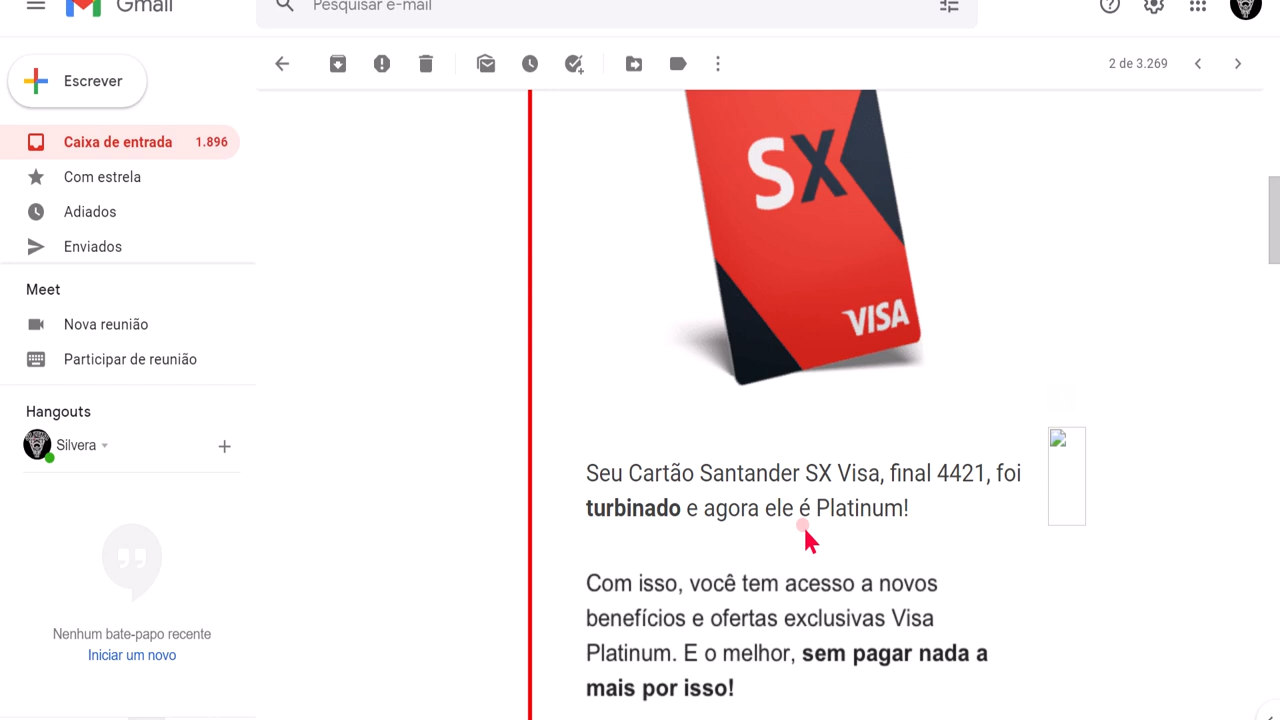 Gmail
Pesquisar e-mail
Escrever
2 de 3.269
Caixa de entrada 1.896
Com estrela
Adiados
Enviados
Meet
Nova reunião
Participar de reunião
Hangouts
Silvera
Nenhum bate-papo recente
Iniciar um novo
SX
VISA
Seu Cartão Santander SX Visa, final 4421, foi
turbinado e agora ele é Platinum!
Com isso, você tem acesso a novos
benefícios e ofertas exclusivas Visa
Platinum. E o melhor, sem pagar nada a
mais por isso!